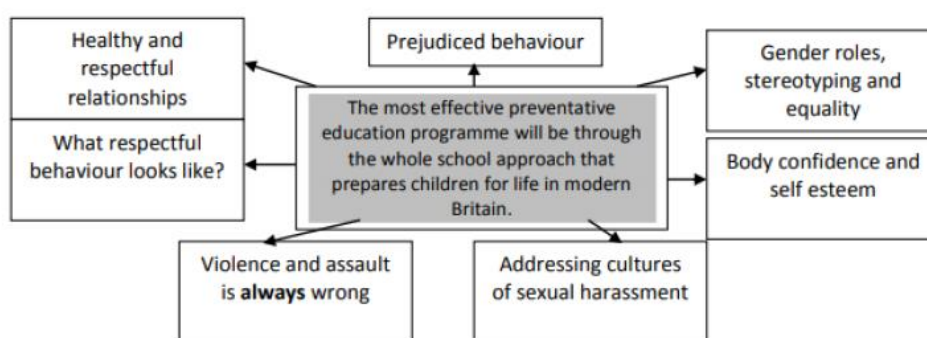 Healthy and
respectful
relationships
Prejudiced behaviour
Gender roles,
stereotyping and
equality
What respectful
behaviour looks like?
The most effective preventative
education programme will be through
the whole school approach that
prepares children for life in modern
Britain.
Body confidence and
self esteem
Violence and assault
is always wrong
Addressing cultures
of sexual harassment